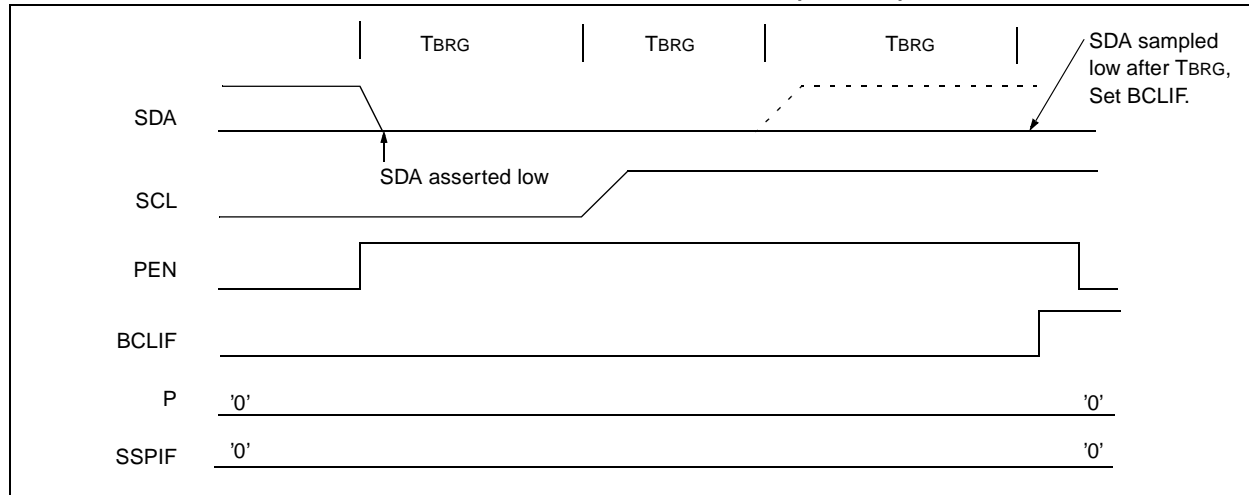 TBRG TBRG TBRG
SDA sampled
low after TBRG,
Set BCLIF.
SDA
SDA asserted low
SCL
PEN
BCLIF
P '0' '0'
SSPIF '0' '0'